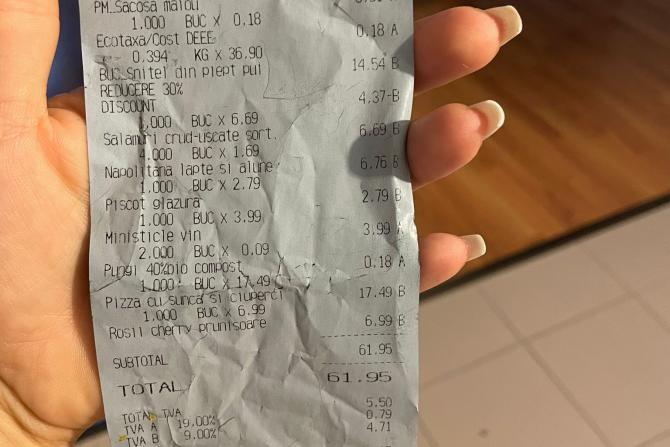 PM.Sacosa maiou
1.000 BUC x 0.18
Ecotaxa/Cost DEEE 0.18 A
0.394 KG x 36.90
BUC.Snitel din piept pui 14.54 B
REDUCERE 30%
DISCOUNT 4.37-B
1.000 BUC x 6.69
Salamuri crud-uscate sort. 6.69 B
4.000 BUC x 1.69
Napolitana lapte si alune 6.76 B
1.000 BUC x 2.79
Piscot glazura 2.79 B
1.000 BUC x 3.99
Ministicle vin 3.99 A
2.000 BUC x 0.09
Pungi 40%bio compost 0.18 A
1.000 BUC x 17.49
Pizza cu sunca si ciuperci 17.49 B
1.000 BUC x 6.99
Rosii cherry prunisoare 6.99 B
SUBTOTAL 61.95
TOTAL 61.95
TOTAL TVA 5.50
TVA A 19.00% 0.79
TVA B 9.00% 4.71